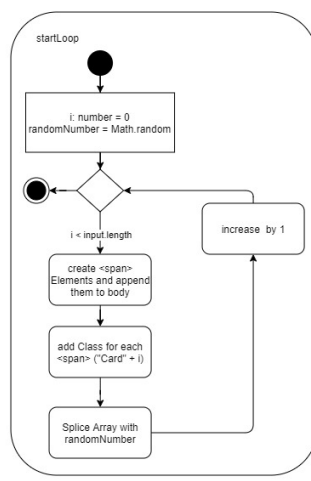 startLoop
i: number = 0
randomNumber = Math.random
i < input.length
increase by 1
create <span>
Elements and append
them to body
add Class for each
<span> ("Card" + i)
Splice Array with
randomNumber